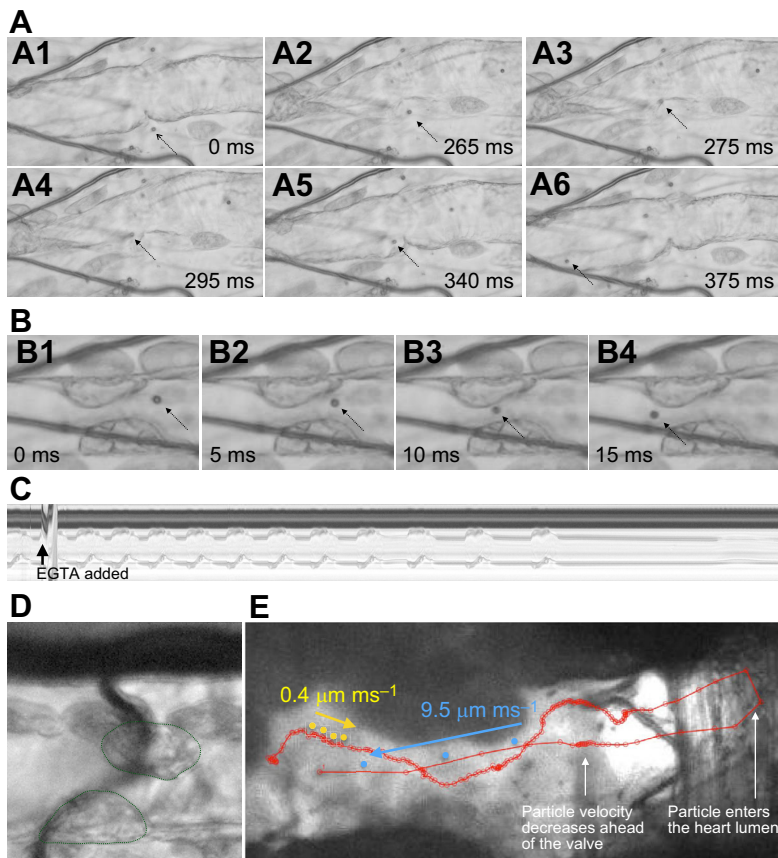 A
A1
A2
A3
0 ms
265 ms
275 ms
A4
A5
A6
295 ms
340 ms
375 ms
B
B1
B2
B3
B4
0 ms
5 ms
10 ms
15 ms
C
EGTA added
D
E
0.4 μm ms⁻¹
9.5 μm ms⁻¹
Particle velocity
decreases ahead
of the valve
Particle enters
the heart lumen